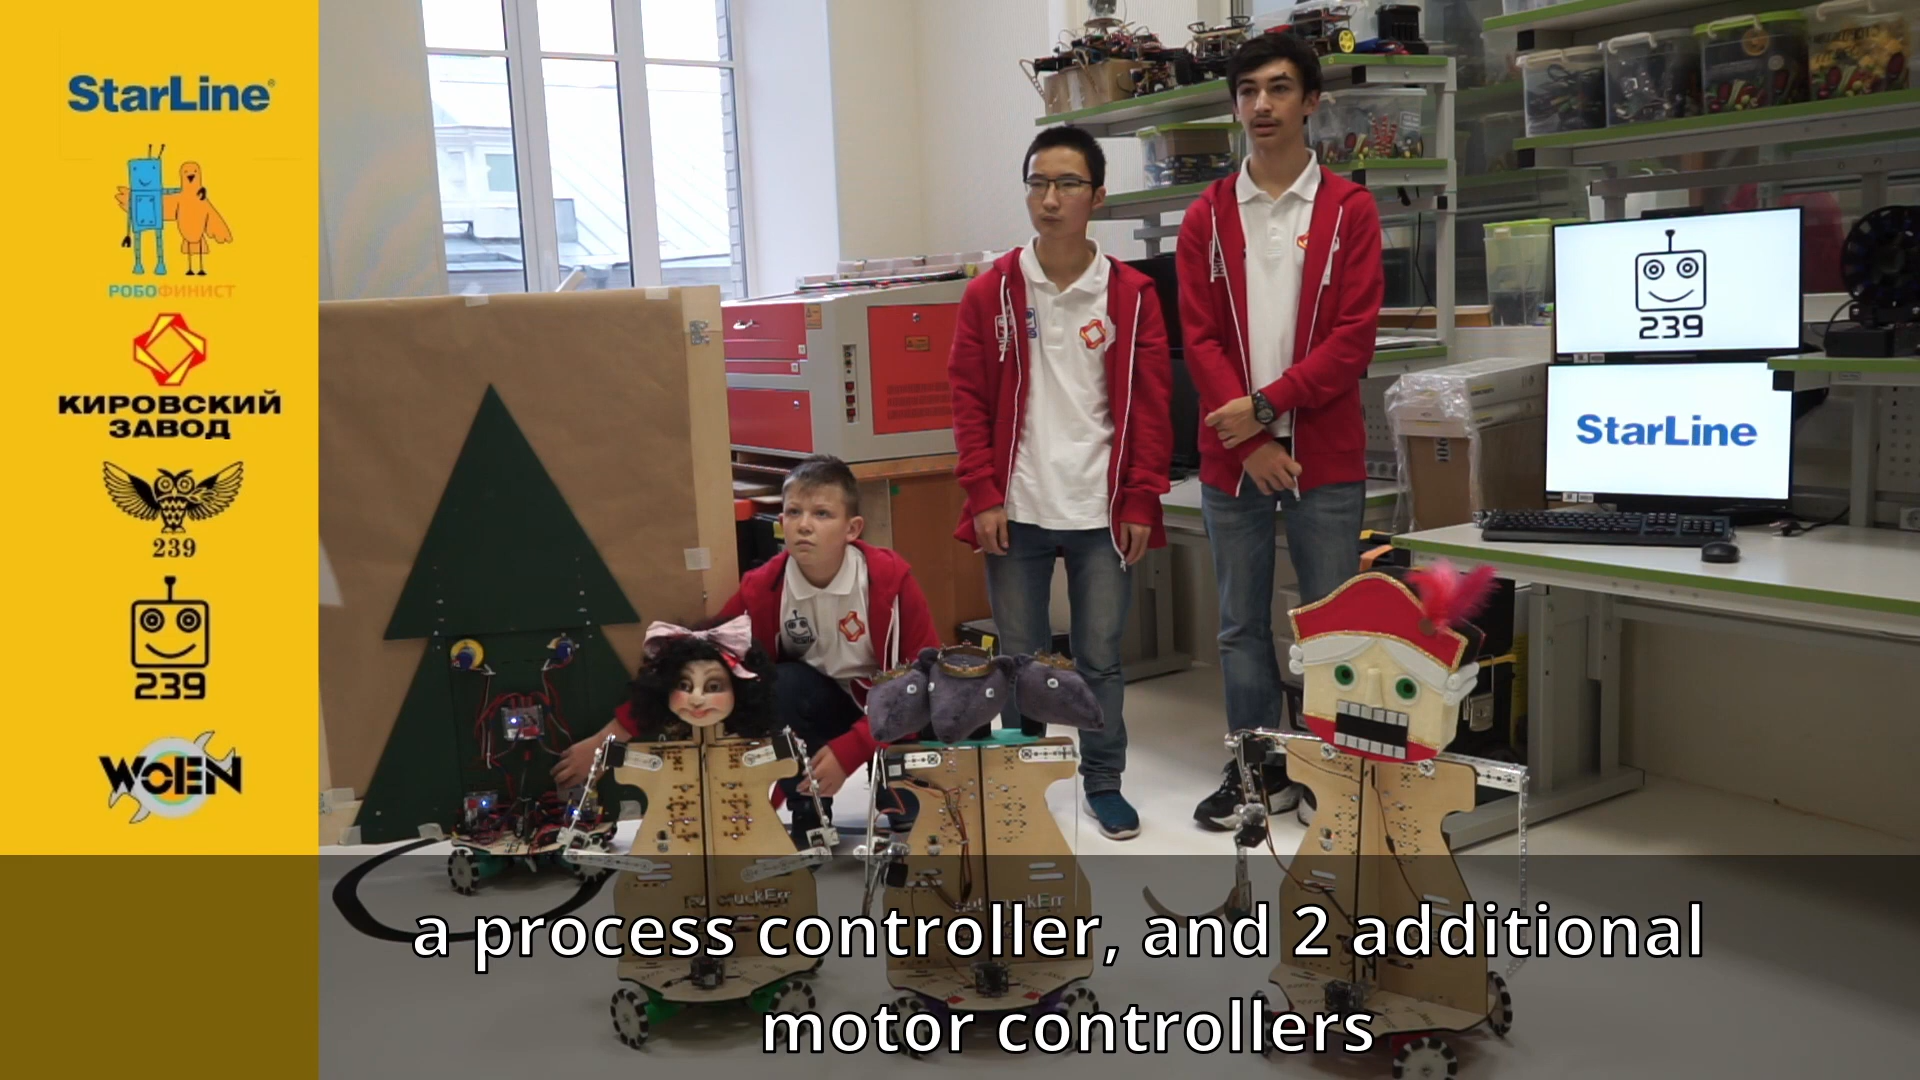 StarLine
РОБОФИНИСТ
КИРОВСКИЙ
ЗАВОД
239
239
WOEN
239
StarLine
a process controller, and 2 additional
motor controllers